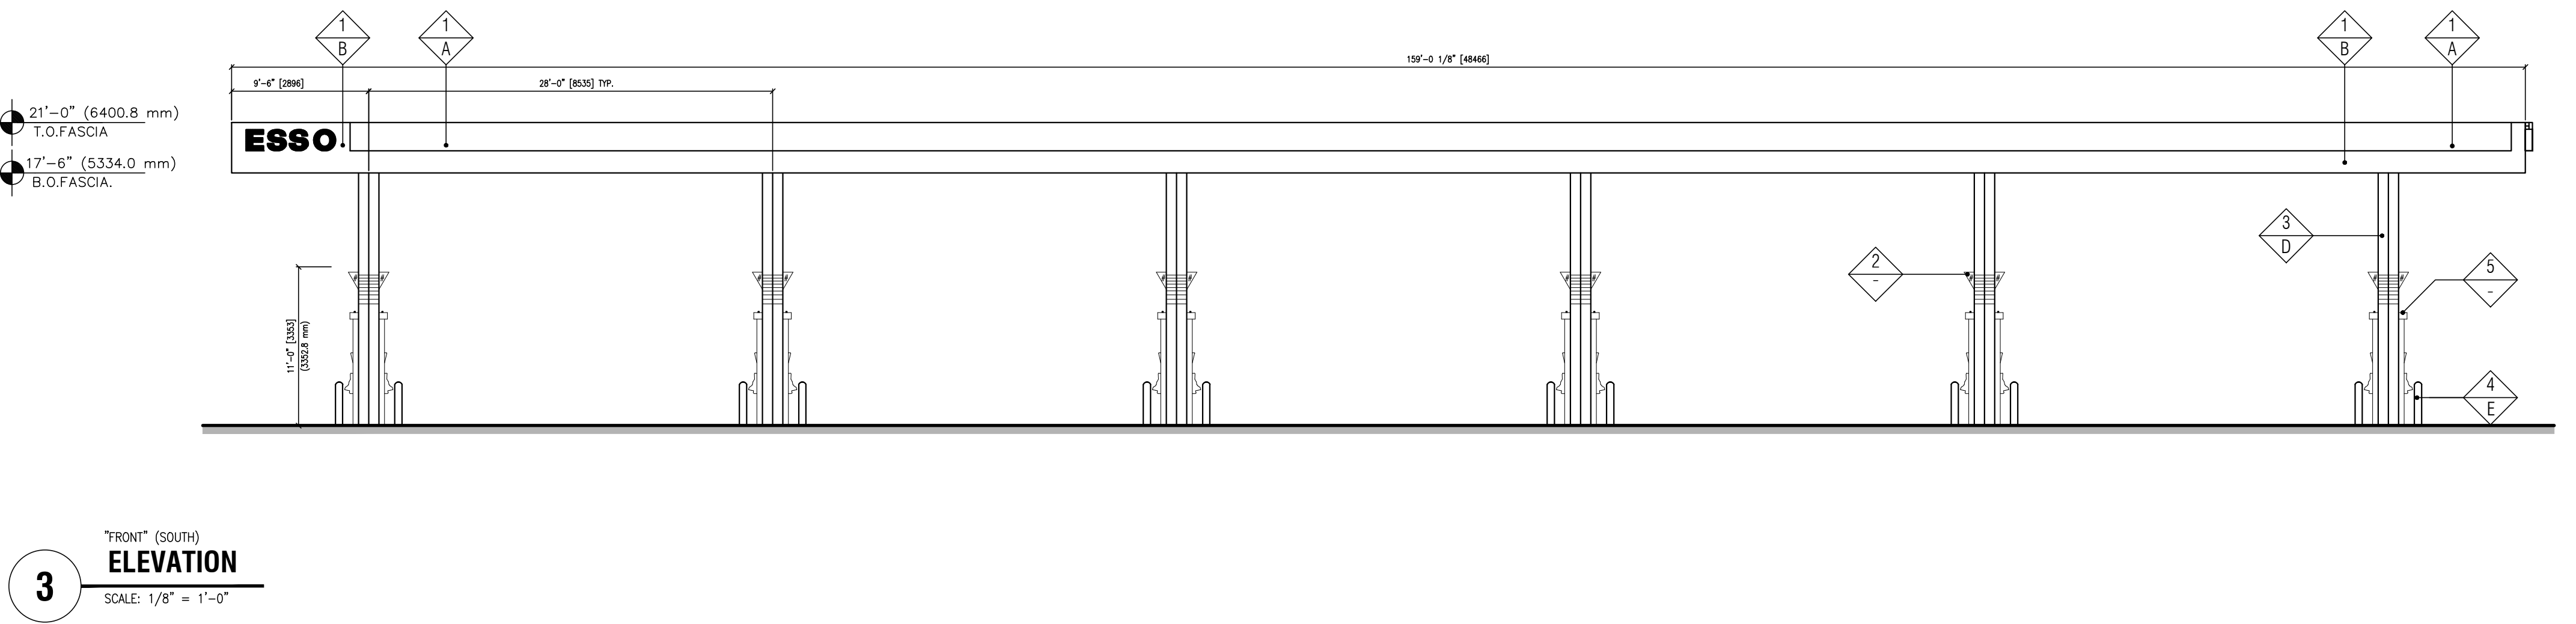 1
B
1
A
1
B
1
A
159'-0 1/8" [48466]
9'-6" [2896]
28'-0" [8535] TYP.
21'-0" (6400.8 mm)
T.O.FASCIA
ESSO
17'-6" (5334.0 mm)
B.O.FASCIA.
3
D
2
-
5
-
11'-0" [3353]
(3352.8 mm)
4
E
"FRONT" (SOUTH)
ELEVATION
3
SCALE: 1/8" = 1'-0"